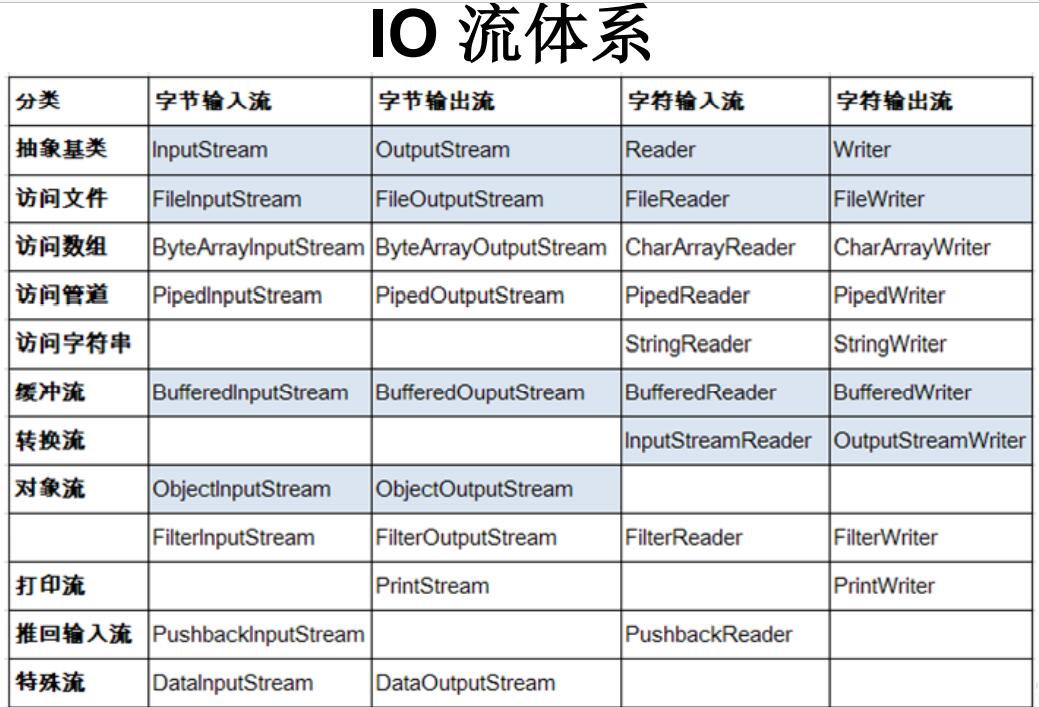 IO 流体系
分类 字节输入流 字节输出流 字符输入流 字符输出流
抽象基类 InputStream OutputStream Reader Writer
访问文件 FileInputStream FileOutputStream FileReader FileWriter
访问数组 ByteArrayInputStream ByteArrayOutputStream CharArrayReader CharArrayWriter
访问管道 PipedInputStream PipedOutputStream PipedReader PipedWriter
访问字符串 StringReader StringWriter
缓冲流 BufferedInputStream BufferedOuputStream BufferedReader BufferedWriter
转换流 InputStreamReader OutputStreamWriter
对象流 ObjectInputStream ObjectOutputStream
FilterInputStream FilterOutputStream FilterReader FilterWriter
打印流 PrintStream PrintWriter
推回输入流 PushbackInputStream PushbackReader
特殊流 DataInputStream DataOutputStream